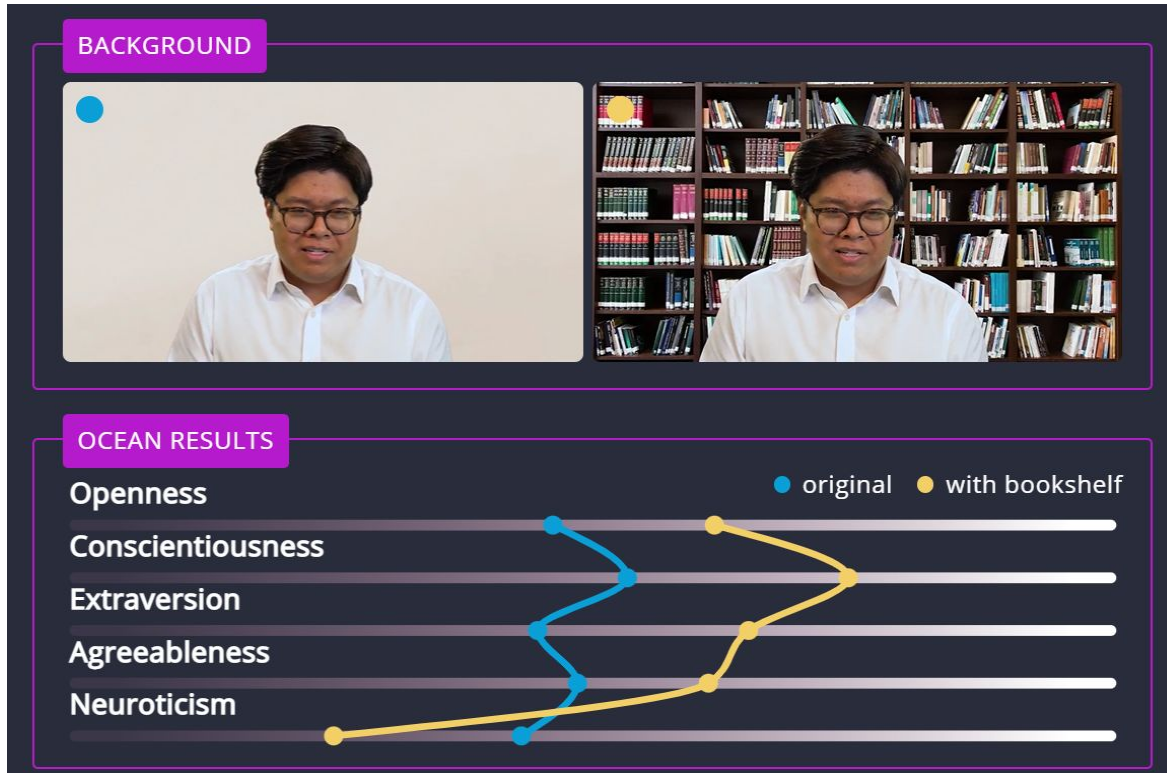 BACKGROUND
OCEAN RESULTS
original with bookshelf
Openness
Conscientiousness
Extraversion
Agreeableness
Neuroticism